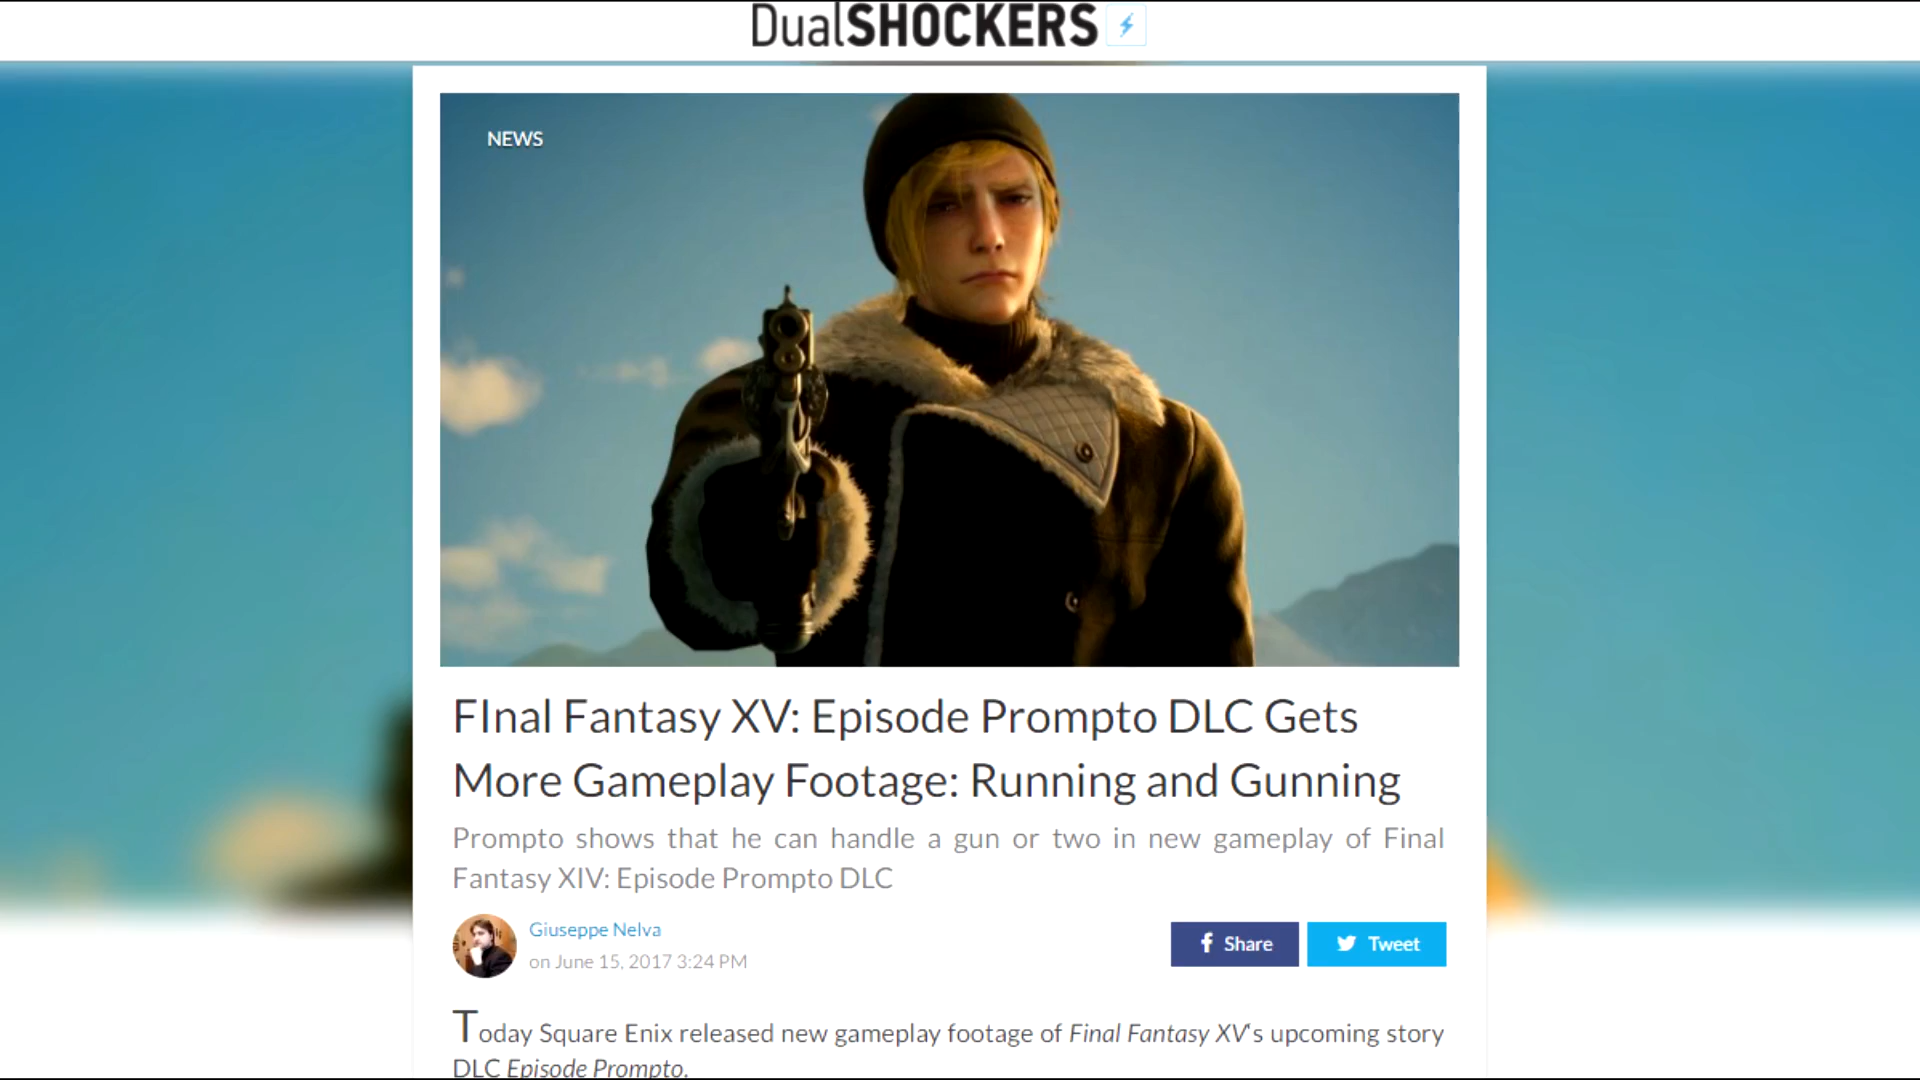 DualSHOCKERS
NEWS
FInal Fantasy XV: Episode Prompto DLC Gets
More Gameplay Footage: Running and Gunning
Prompto shows that he can handle a gun or two in new gameplay of Final
Fantasy XIV: Episode Prompto DLC
Giuseppe Nelva
on June 15, 2017 3:24 PM
Share
Tweet
Today Square Enix released new gameplay footage of Final Fantasy XV's upcoming story
DLC Episode Prompto.